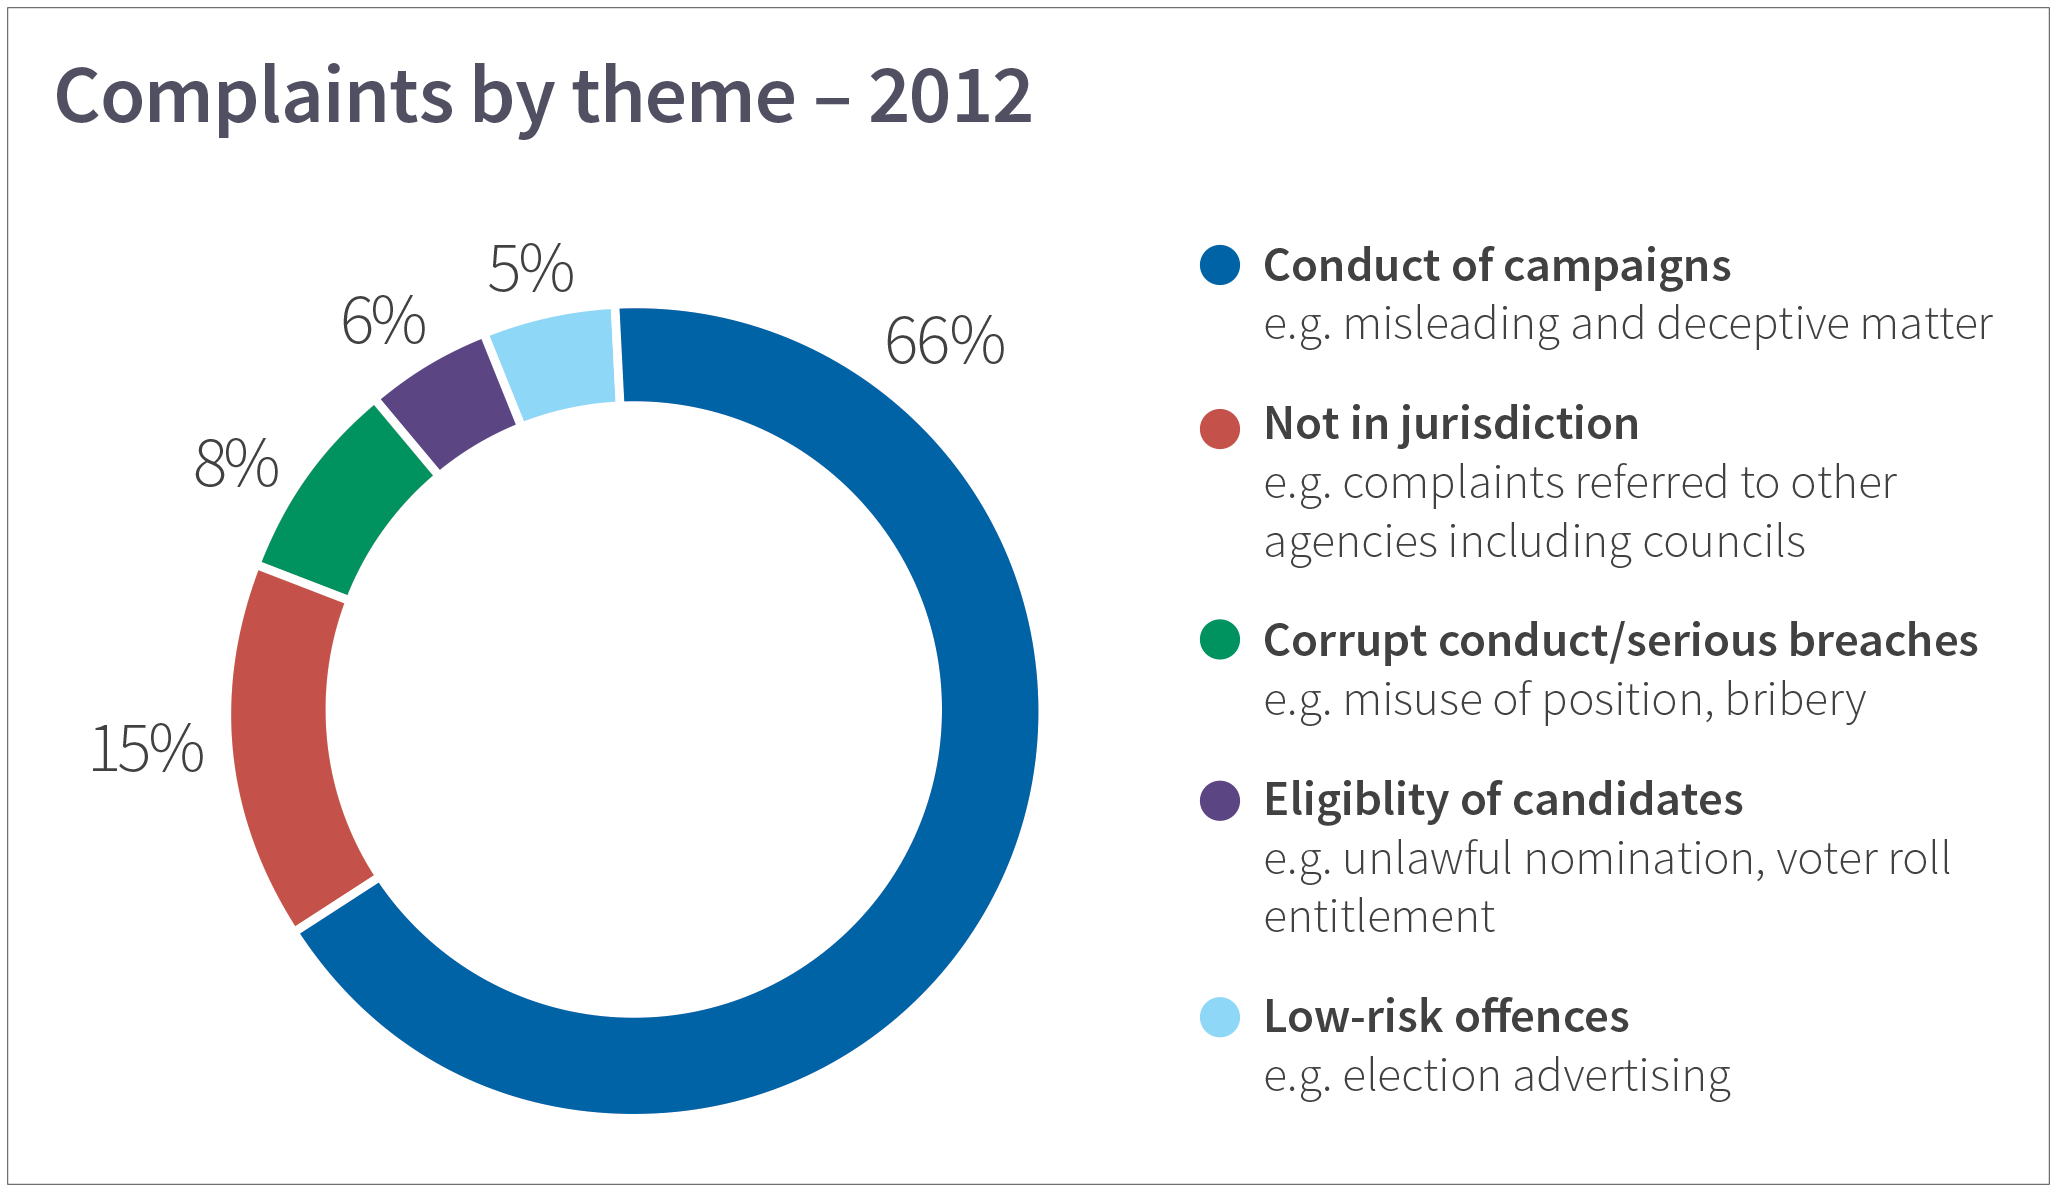 Complaints by theme – 2012
5%
6%
66%
8%
15%
Conduct of campaigns
e.g. misleading and deceptive matter
Not in jurisdiction
e.g. complaints referred to other
agencies including councils
Corrupt conduct/serious breaches
e.g. misuse of position, bribery
Eligiblity of candidates
e.g. unlawful nomination, voter roll
entitlement
Low-risk offences
e.g. election advertising